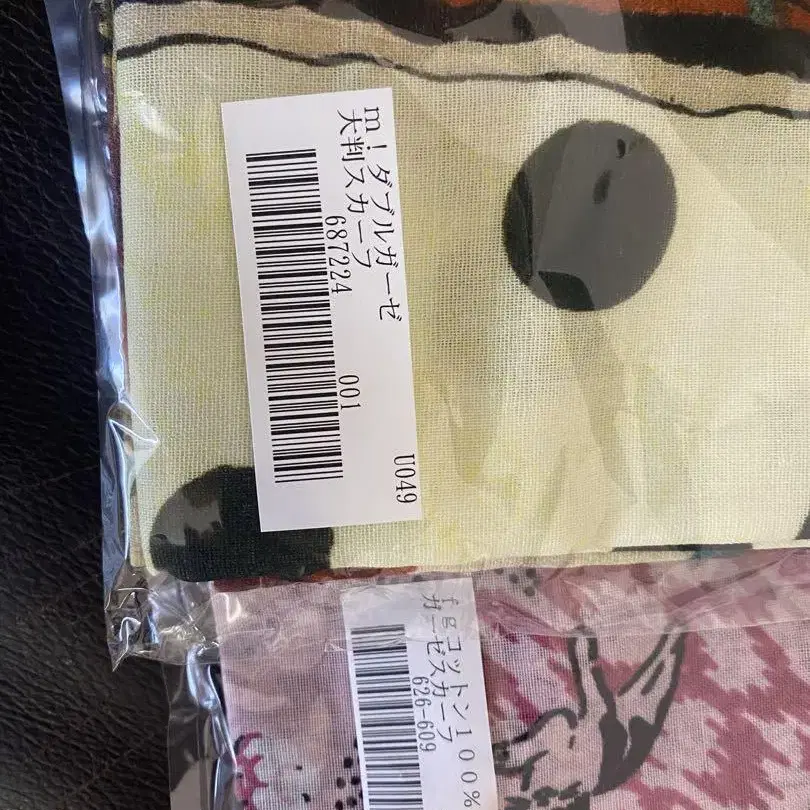 m!ダブルガーゼ
大判スカーフ
687224 001
U049
fgコットン100%
ガーゼスカーフ
626-609